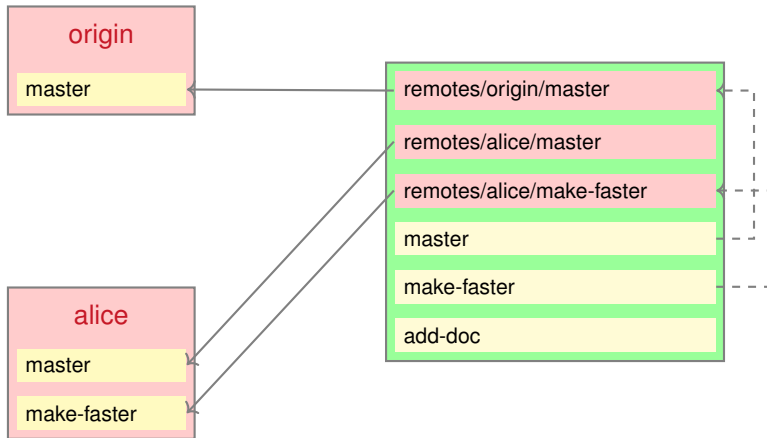 origin
master
remotes/origin/master
remotes/alice/master
remotes/alice/make-faster
master
make-faster
add-doc
alice
master
make-faster